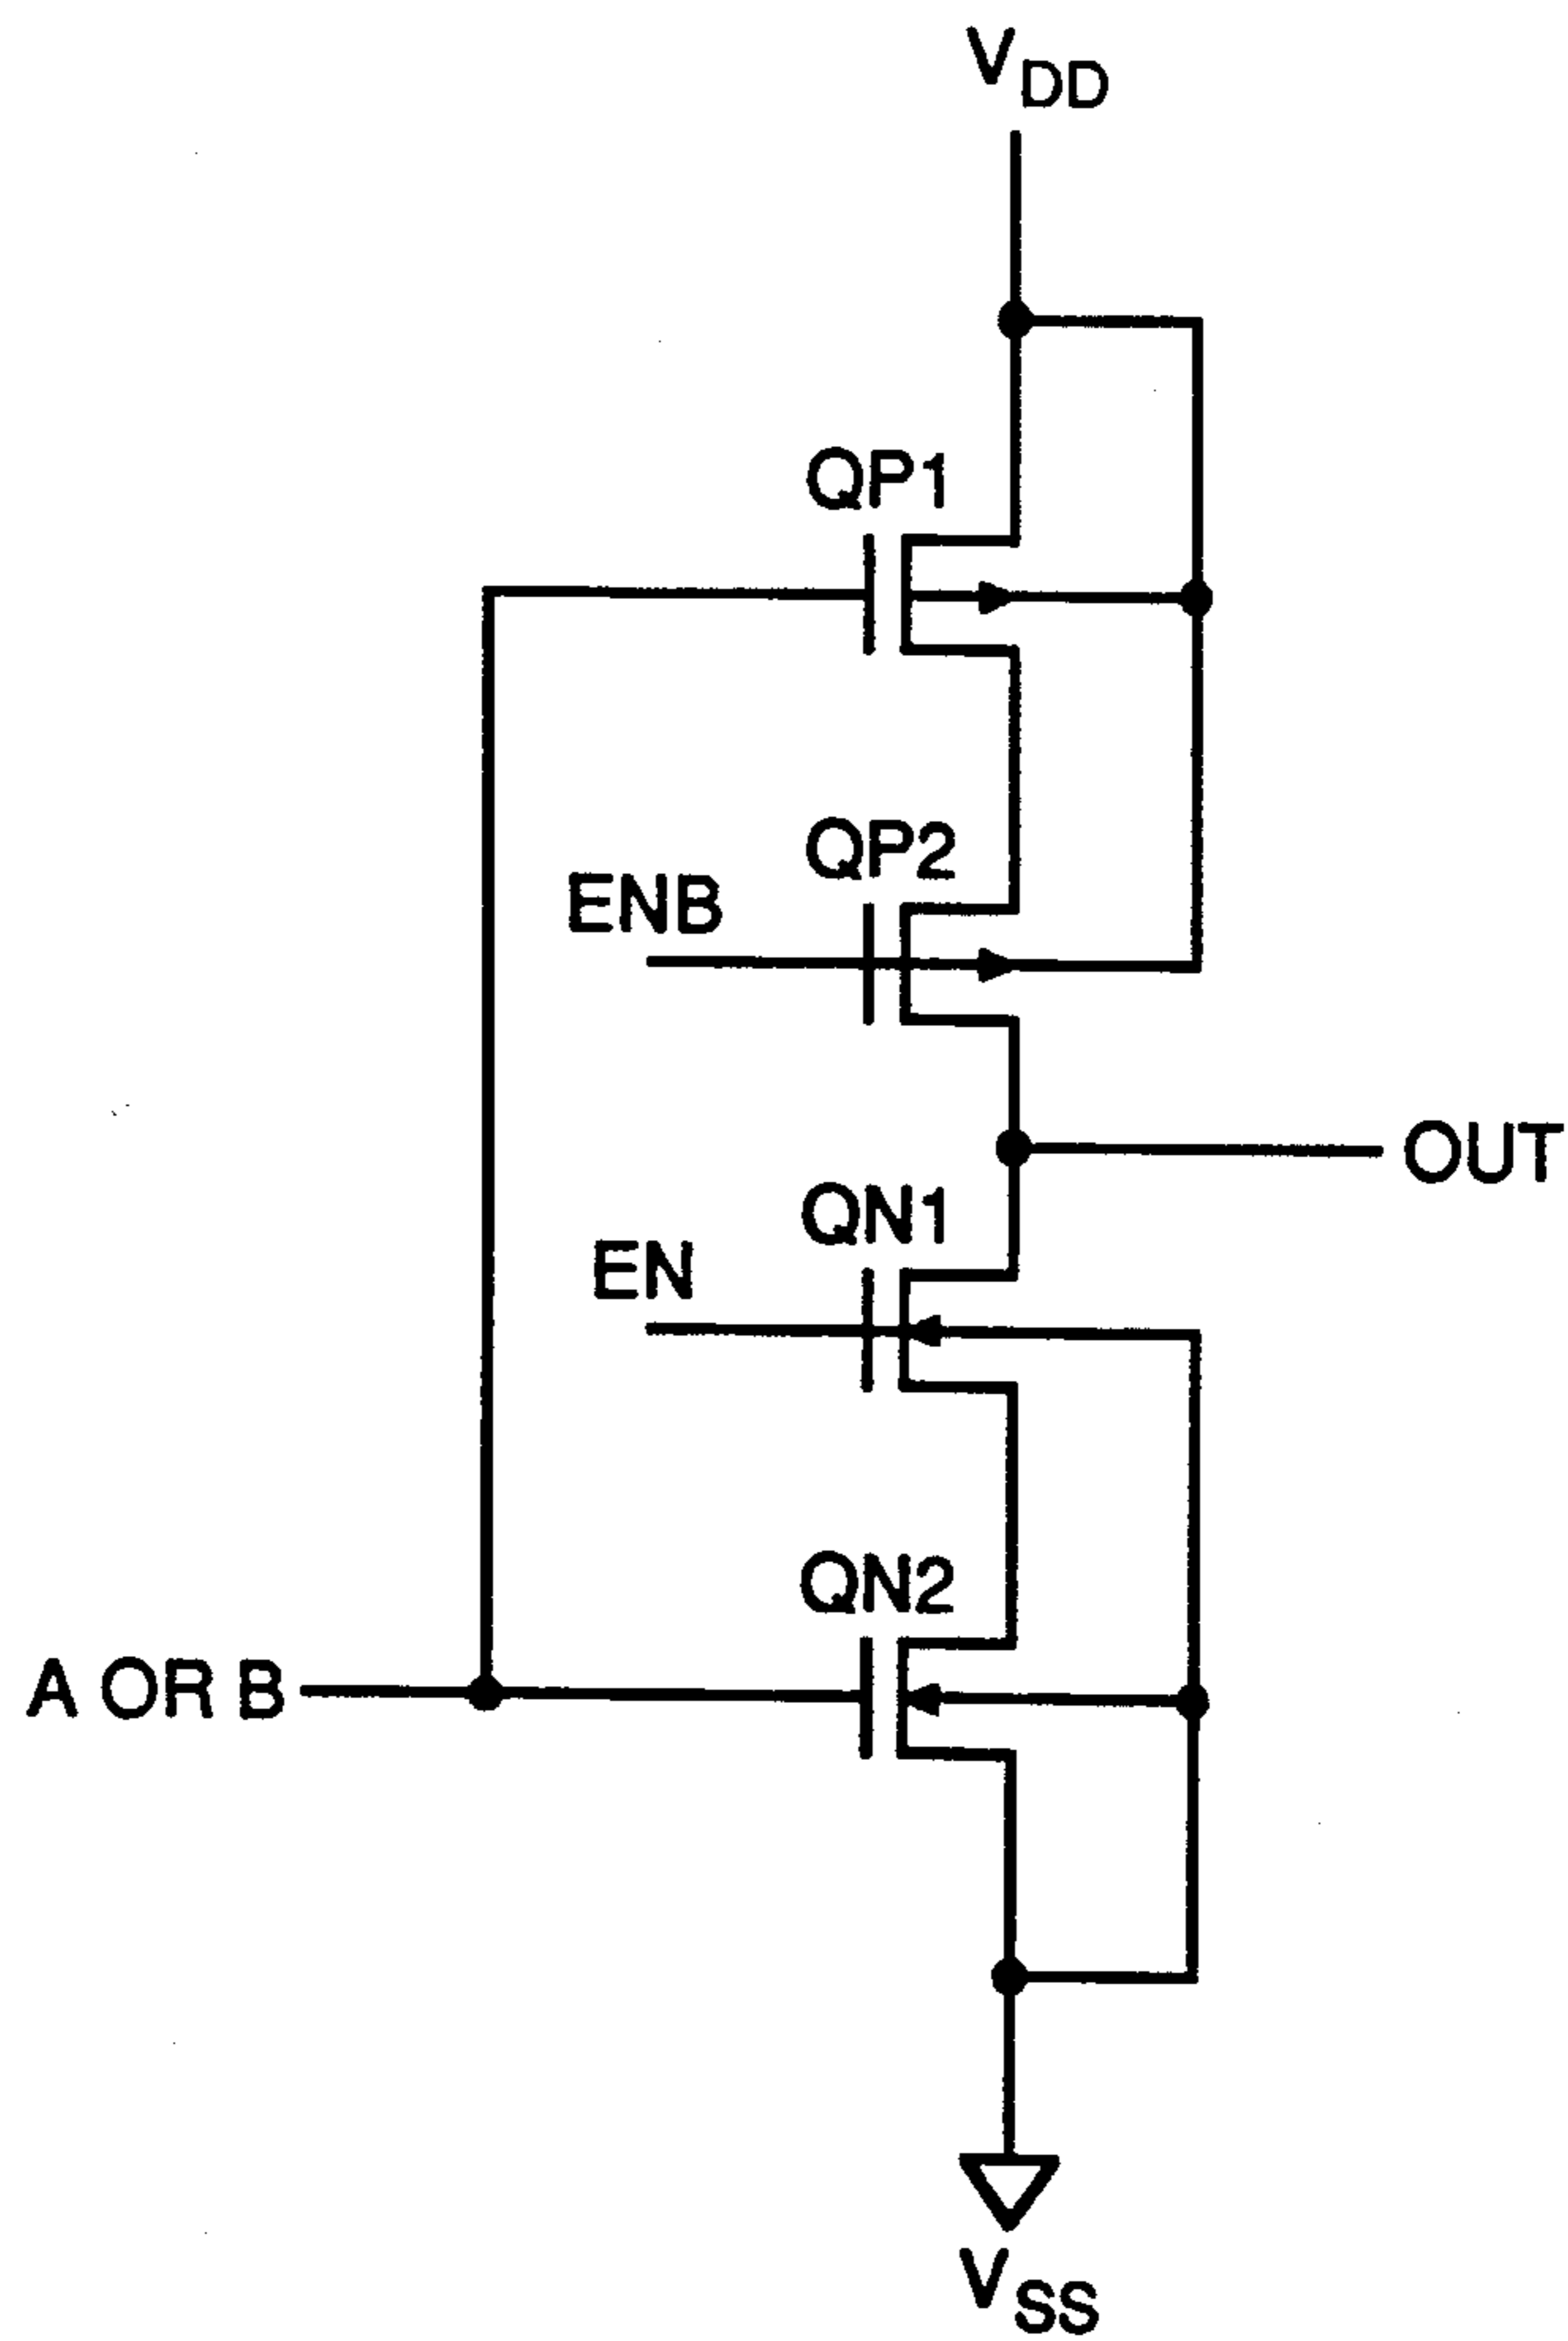 VDD
QP1
QP2
ENB
OUT
QN1
EN
QN2
A OR B
VSS